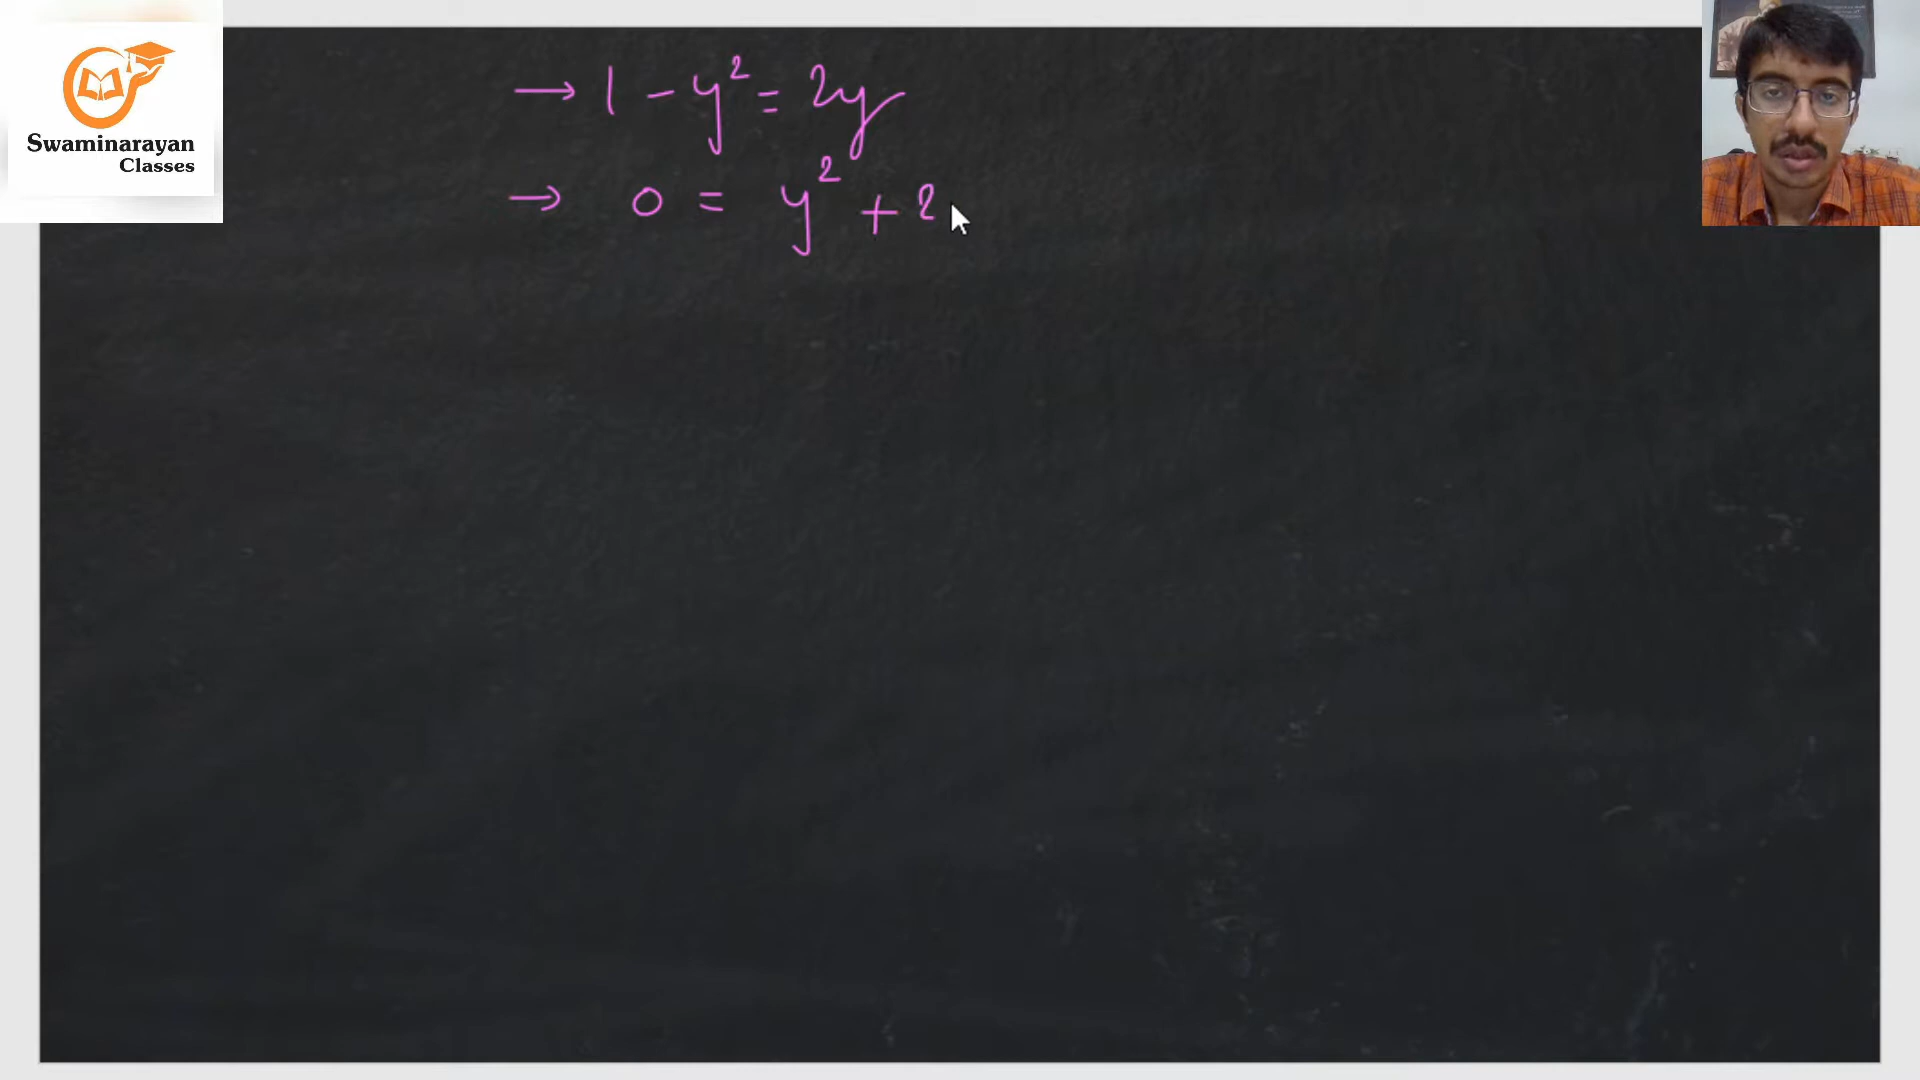 Swaminarayan
Classes
→ 1 - y² = 2y
→ 0 = y² + 2